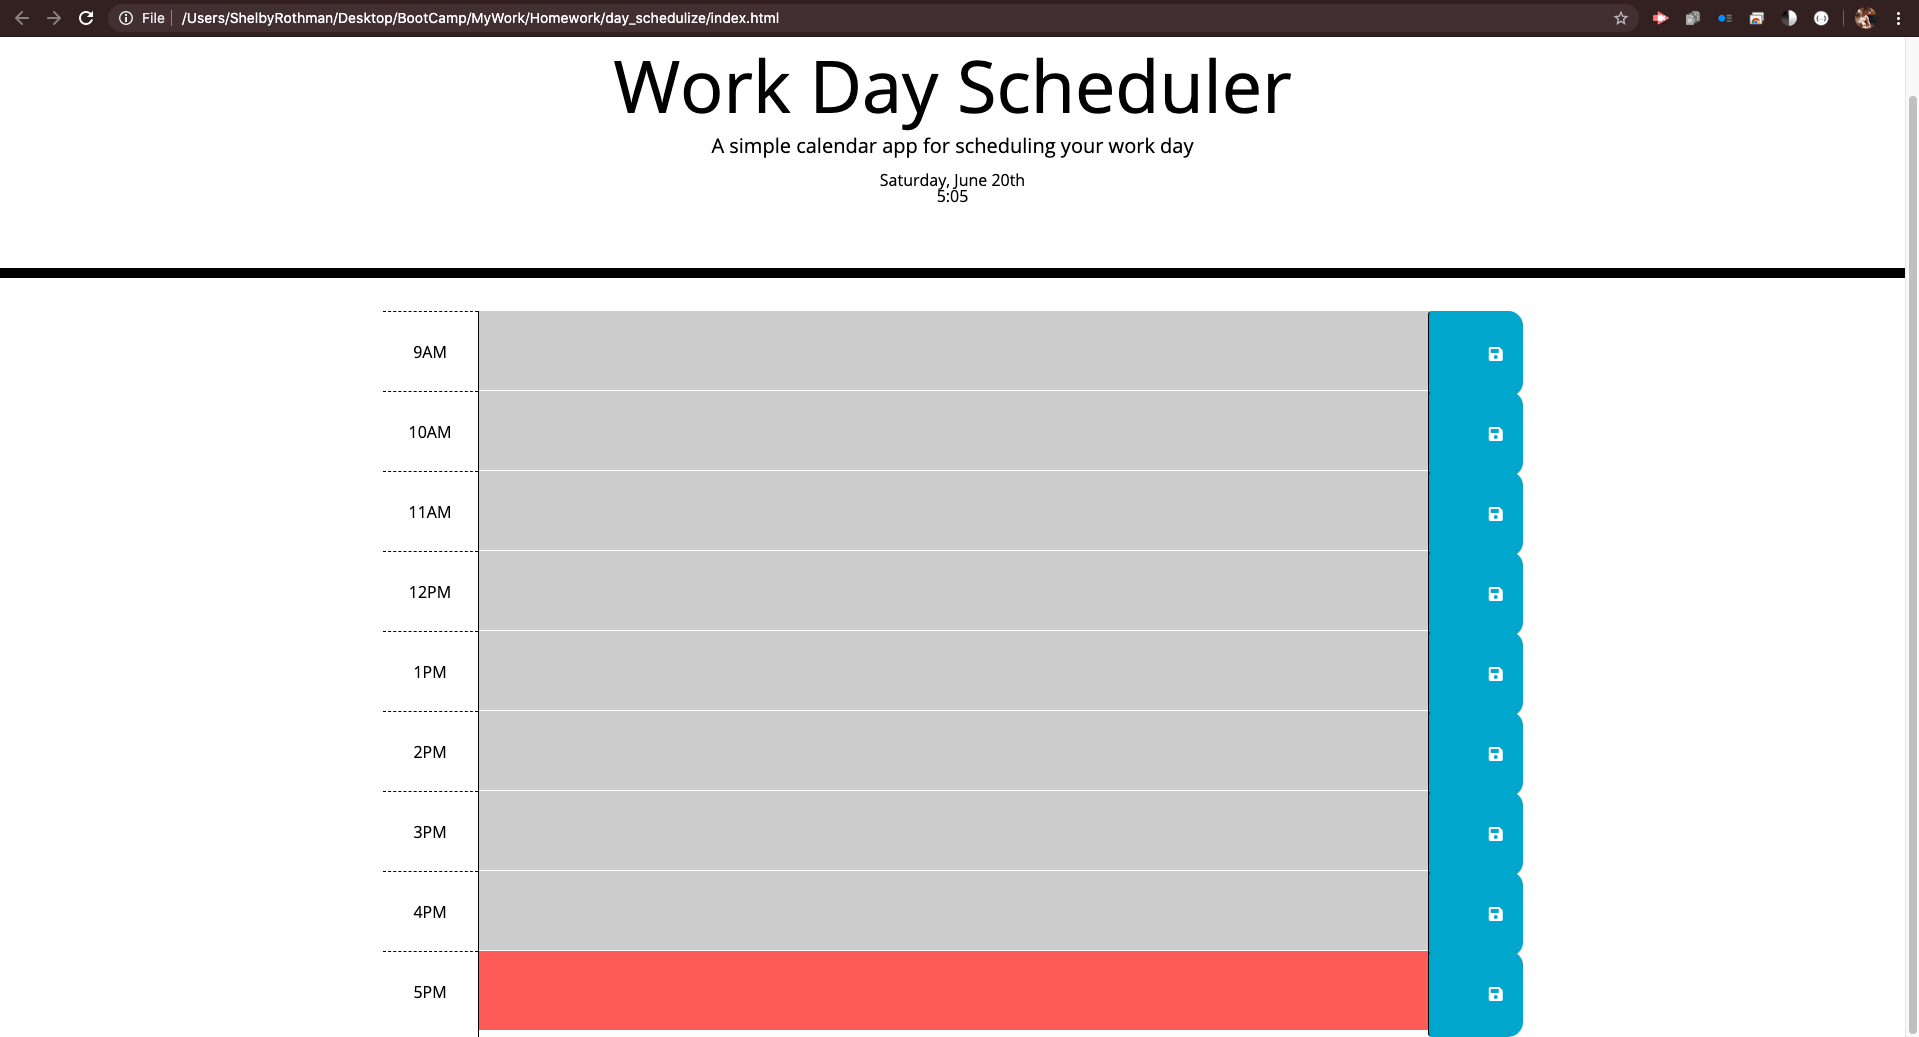 File /Users/ShelbyRothman/Desktop/BootCamp/MyWork/Homework/day_schedulize/index.html
Work Day Scheduler
A simple calendar app for scheduling your work day
Saturday, June 20th
5:05
9AM
10AM
11AM
12PM
1PM
2PM
3PM
4PM
5PM